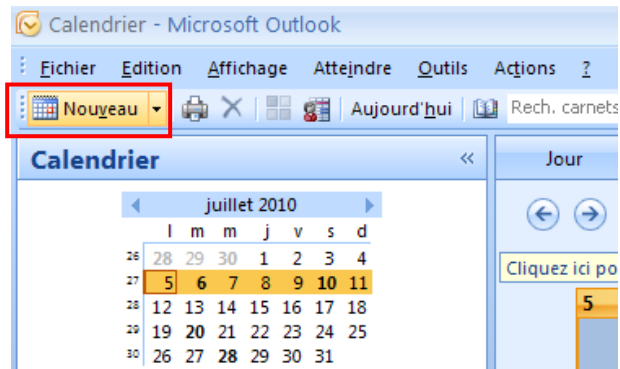 Calendrier - Microsoft Outlook
Fichier Edition Affichage Atteindre Outils Actions ?
Nouveau Aujourd'hui Rech. carnets
Calendrier « Jour
juillet 2010
l m m j v s d
26 28 29 30 1 2 3 4
27 5 6 7 8 9 10 11
28 12 13 14 15 16 17 18
29 19 20 21 22 23 24 25
30 26 27 28 29 30 31
Cliquez ici po
5